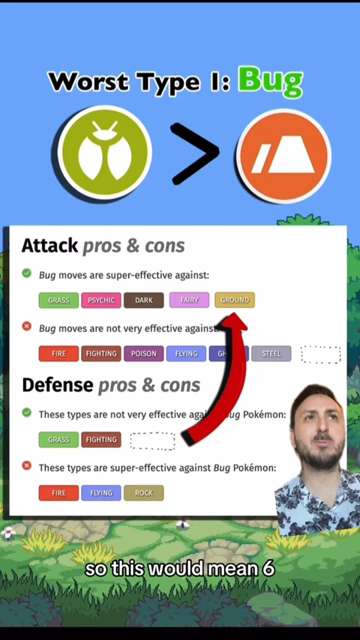 Worst Type 1: Bug
>
Attack pros & cons
Bug moves are super-effective against:
GRASS PSYCHIC DARK FAIRY GROUND
Bug moves are not very effective against:
FIRE FIGHTING POISON FLYING STEEL
Defense pros & cons
These types are not very effective Bug Pokémon:
GRASS FIGHTING
These types are super-effective against Bug Pokémon:
FIRE FLYING ROCK
so this would mean 6